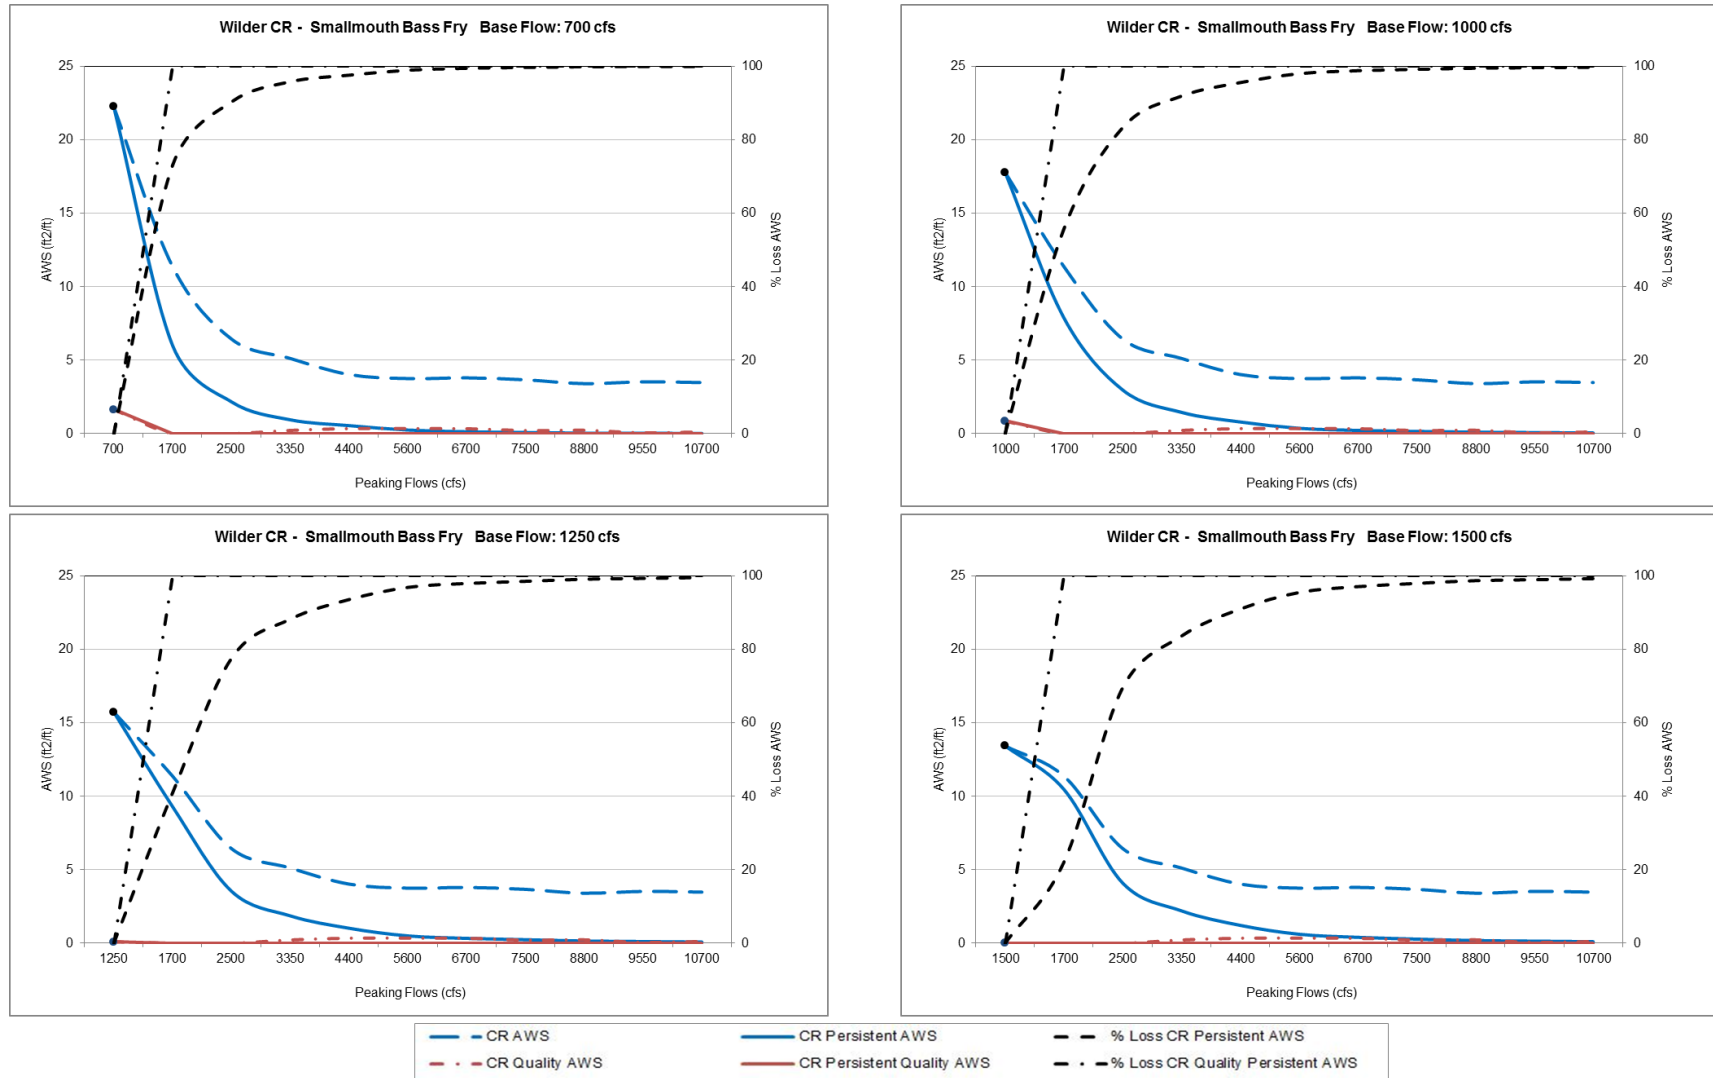 Wilder CR - Smallmouth Bass Fry Base Flow: 700 cfs
25 100
20 80
15 60
10 40
5 20
0 0
AWS (ft2/ft)
% Loss AWS
700 1700 2500 3350 4400 5600 6700 7500 8800 9550 10700
Peaking Flows (cfs)
Wilder CR - Smallmouth Bass Fry Base Flow: 1000 cfs
25 100
20 80
15 60
10 40
5 20
0 0
AWS (ft2/ft)
% Loss AWS
1000 1700 2500 3350 4400 5600 6700 7500 8800 9550 10700
Peaking Flows (cfs)
Wilder CR - Smallmouth Bass Fry Base Flow: 1250 cfs
25 100
20 80
15 60
10 40
5 20
0 0
AWS (ft2/ft)
% Loss AWS
1250 1700 2500 3350 4400 5600 6700 7500 8800 9550 10700
Peaking Flows (cfs)
Wilder CR - Smallmouth Bass Fry Base Flow: 1500 cfs
25 100
20 80
15 60
10 40
5 20
0 0
AWS (ft2/ft)
% Loss AWS
1500 1700 2500 3350 4400 5600 6700 7500 8800 9550 10700
Peaking Flows (cfs)
CR AWS CR Persistent AWS % Loss CR Persistent AWS
CR Quality AWS CR Persistent Quality AWS % Loss CR Quality Persistent AWS